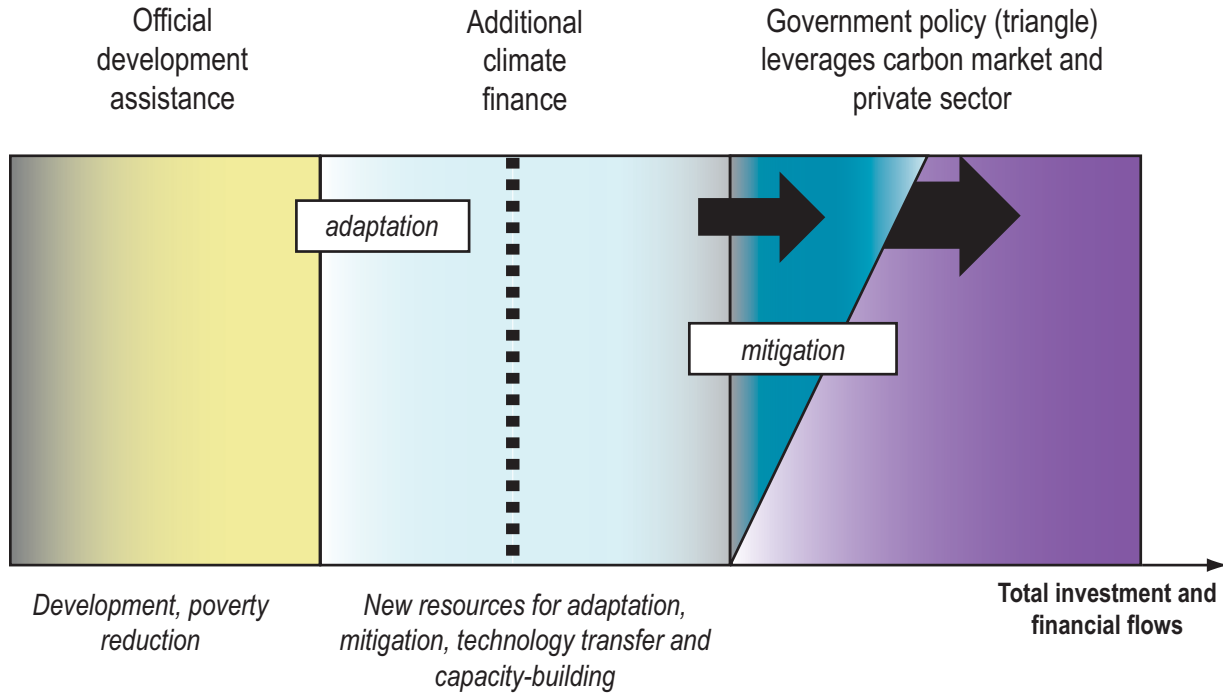 Official
development
assistance
Additional
climate
finance
Government policy (triangle)
leverages carbon market and
private sector
adaptation
mitigation
Development, poverty
reduction
New resources for adaptation,
mitigation, technology transfer and
capacity-building
Total investment and
financial flows